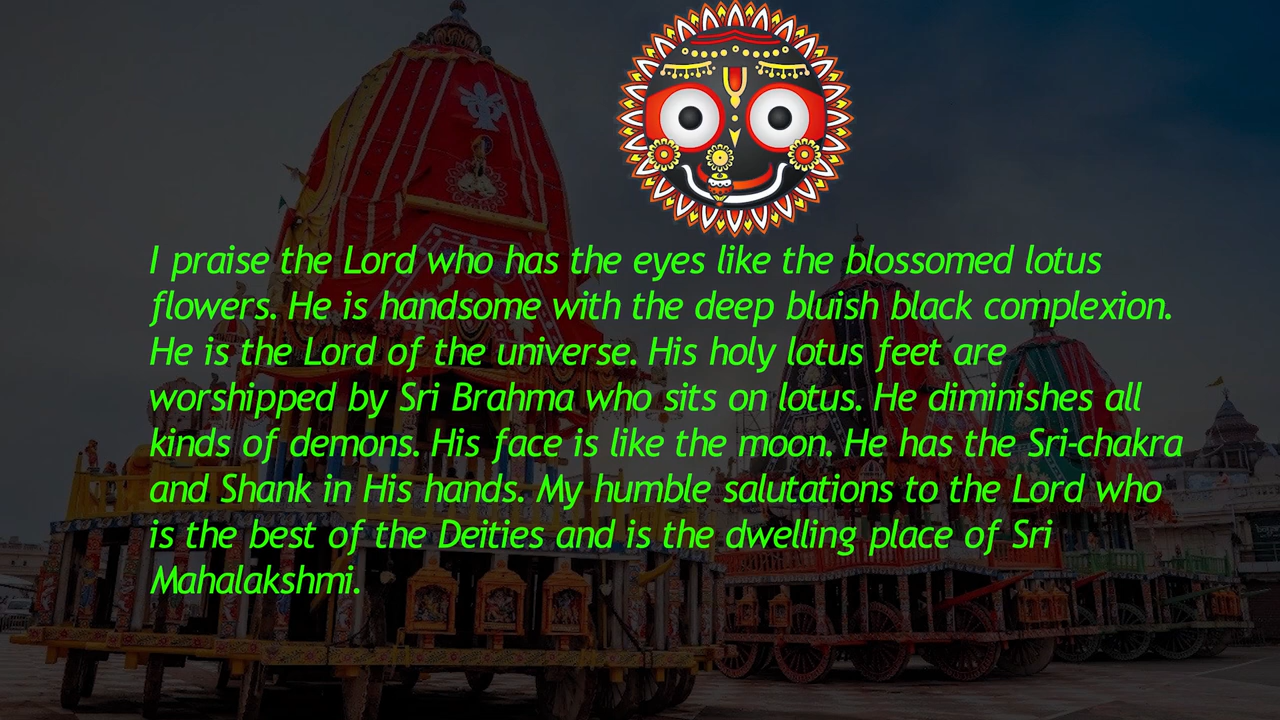 I praise the Lord who has the eyes like the blossomed lotus
flowers. He is handsome with the deep bluish black complexion.
He is the Lord of the universe. His holy lotus feet are
worshipped by Sri Brahma who sits on lotus. He diminishes all
kinds of demons. His face is like the moon. He has the Sri-chakra
and Shank in His hands. My humble salutations to the Lord who
is the best of the Deities and is the dwelling place of Sri
Mahalakshmi.